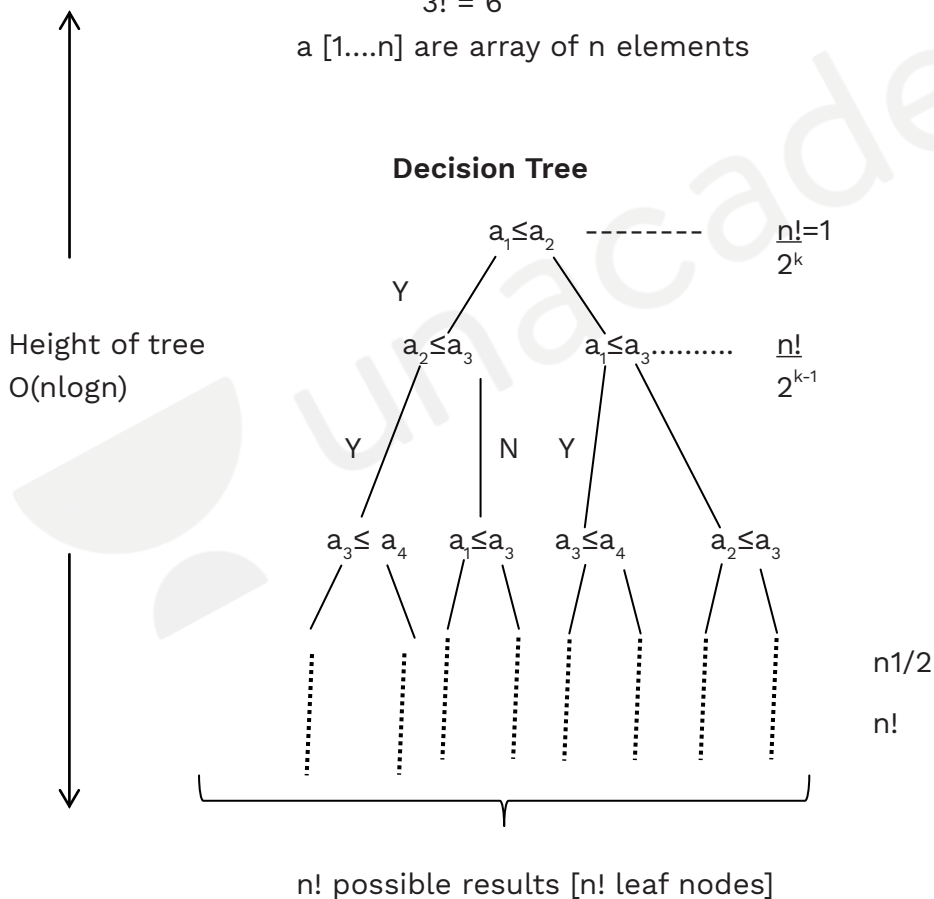 3! = 6
a [1....n] are array of n elements
Decision Tree
a₁≤a₂ -------- n!=1
2ᵏ
Y
Height of tree
a₂≤a₃ a₁≤a₃.......... n!
O(nlogn)
2ᵏ⁻¹
Y N Y
a₃≤ a₄ a₁≤a₃ a₃≤a₄ a₂≤a₃
n1/2
n!
n! possible results [n! leaf nodes]
unacade